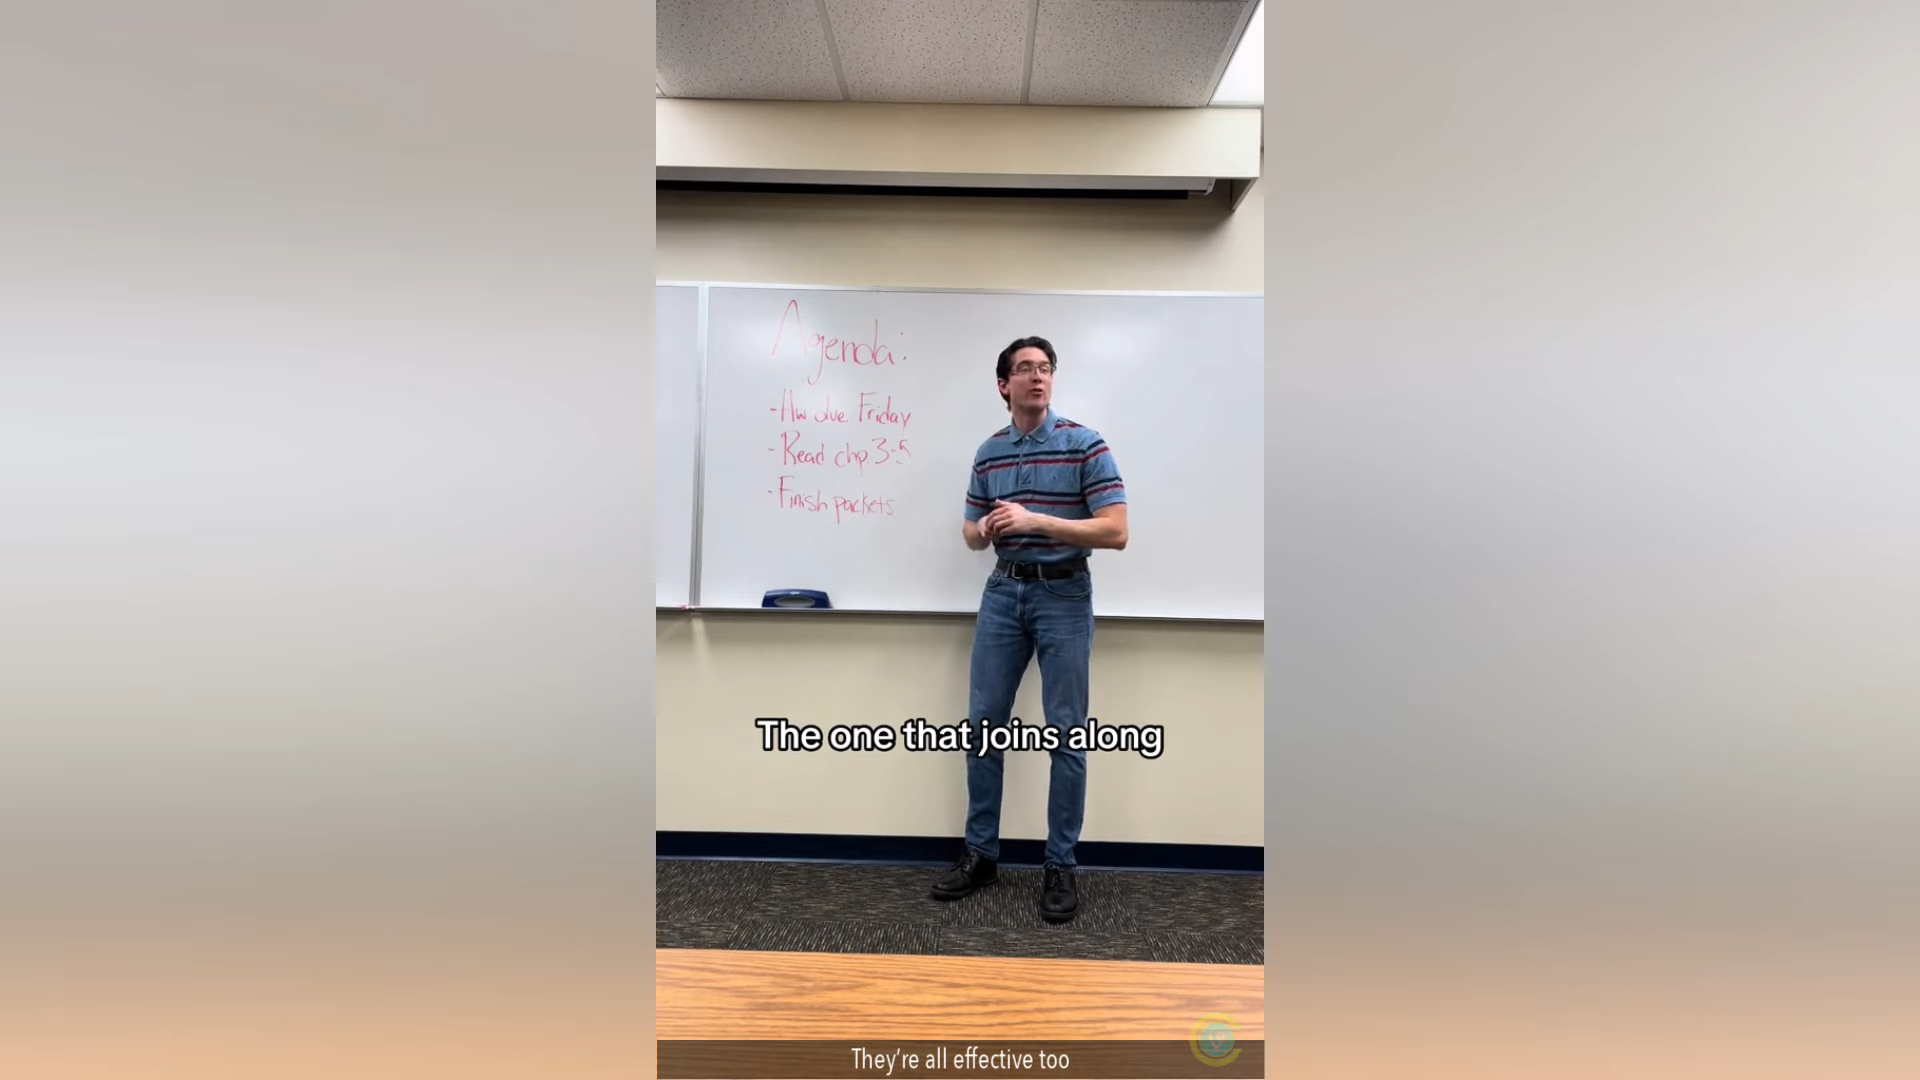 Agenda:
- Hw due Friday
- Read chp. 3-5
- Finish packets
The one that joins along
They're all effective too